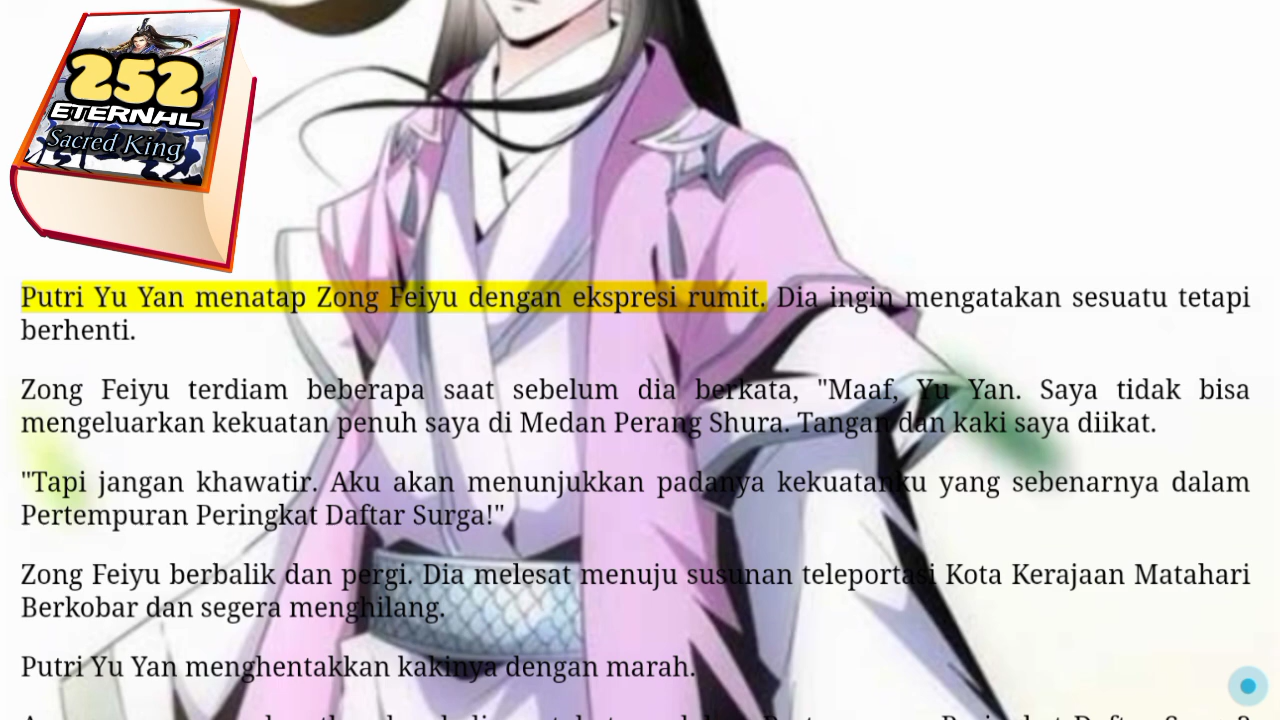 252
ETERNAL
Sacred King
Putri Yu Yan menatap Zong Feiyu dengan ekspresi rumit. Dia ingin mengatakan sesuatu tetapi
berhenti.
Zong Feiyu terdiam beberapa saat sebelum dia berkata, "Maaf, Yu Yan. Saya tidak bisa
mengeluarkan kekuatan penuh saya di Medan Perang Shura. Tangan dan kaki saya diikat.
"Tapi jangan khawatir. Aku akan menunjukkan padanya kekuatanku yang sebenarnya dalam
Pertempuran Peringkat Daftar Surga!"
Zong Feiyu berbalik dan pergi. Dia melesat menuju susunan teleportasi Kota Kerajaan Matahari
Berkobar dan segera menghilang.
Putri Yu Yan menghentakkan kakinya dengan marah.